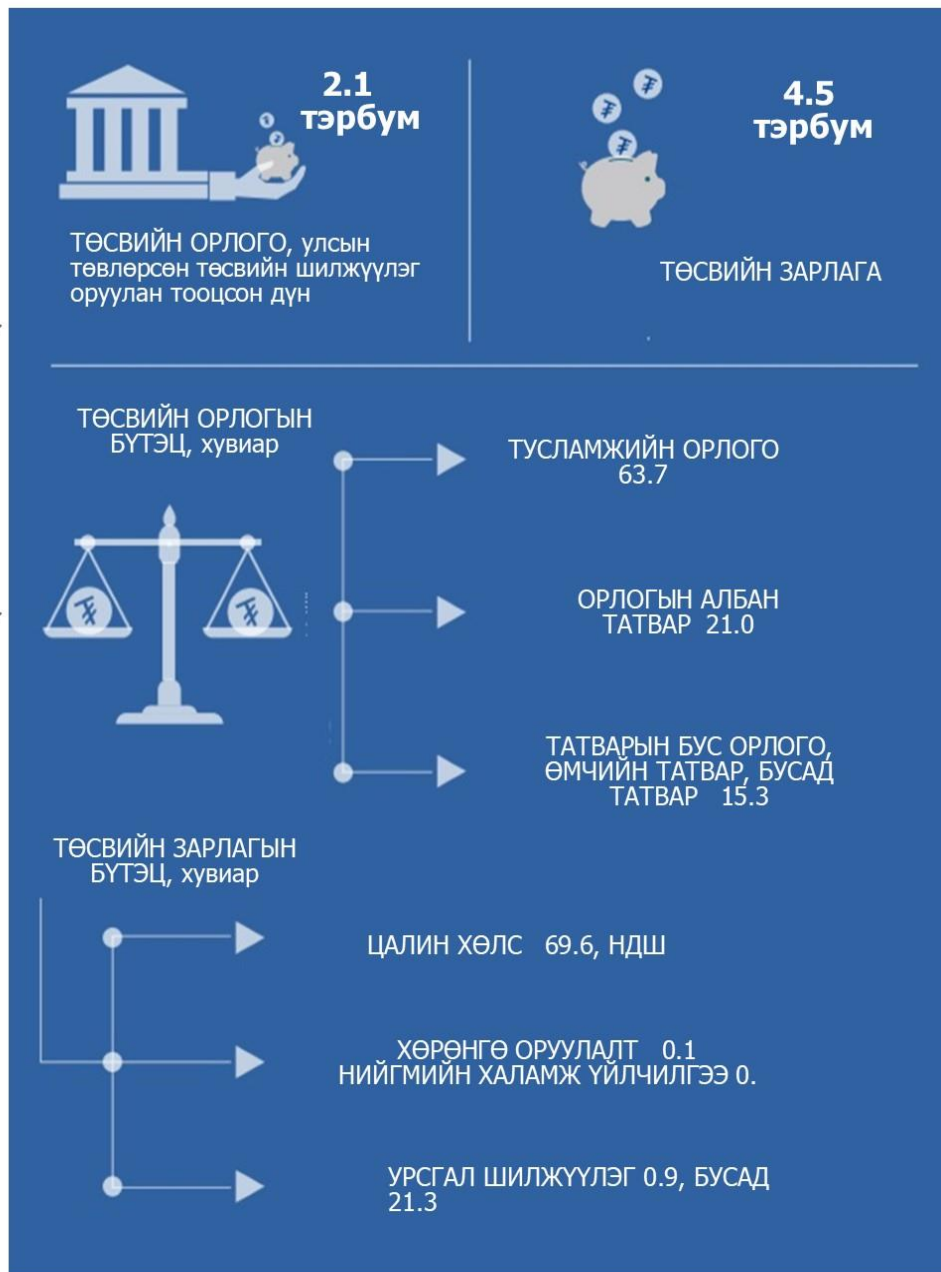 2.1
тэрбум
4.5
тэрбум
ТӨСВИЙН ОРЛОГО, улсын
төвлөрсөн төсвийн шилжүүлэг
оруулан тооцсон дүн
ТӨСВИЙН ЗАРЛАГА
ТӨСВИЙН ОРЛОГЫН
БҮТЭЦ, хувиар
ТУСЛАМЖИЙН ОРЛОГО
63.7
ОРЛОГЫН АЛБАН
ТАТВАР 21.0
ТАТВАРЫН БУС ОРЛОГО,
ӨМЧИЙН ТАТВАР, БУСАД
ТАТВАР 15.3
ТӨСВИЙН ЗАРЛАГЫН
БҮТЭЦ, хувиар
ЦАЛИН ХӨЛС 69.6, НДШ
ХӨРӨНГӨ ОРУУЛАЛТ 0.1
НИЙГМИЙН ХАЛАМЖ ҮЙЛЧИЛГЭЭ 0.
УРСГАЛ ШИЛЖҮҮЛЭГ 0.9, БУСАД
21.3